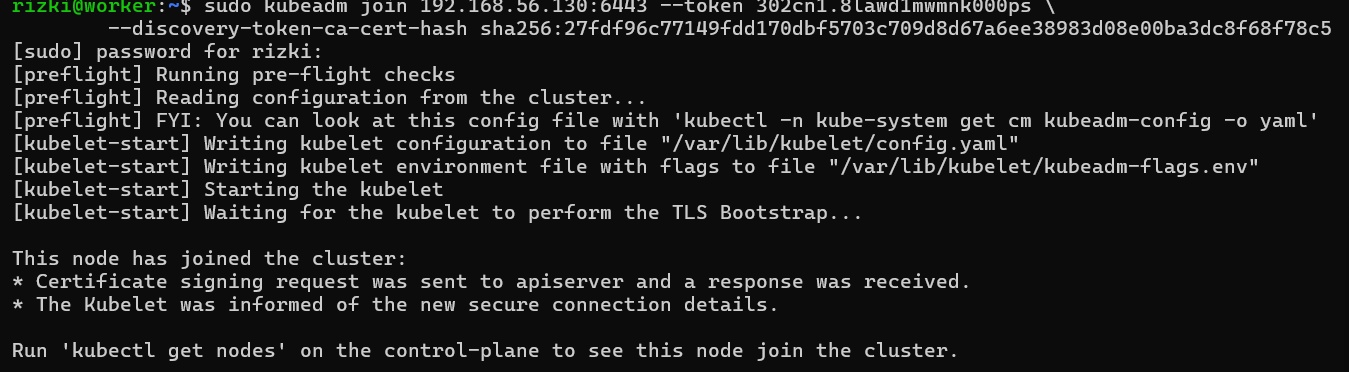 rizki@worker:~$ sudo kubeadm join 192.168.56.130:6443 --token 302cn1.8lawd1mwmnk000ps \
--discovery-token-ca-cert-hash sha256:27fdf96c77149fdd170dbf5703c709d8d67a6ee38983d08e00ba3dc8f68f78c5
[sudo] password for rizki:
[preflight] Running pre-flight checks
[preflight] Reading configuration from the cluster...
[preflight] FYI: You can look at this config file with 'kubectl -n kube-system get cm kubeadm-config -o yaml'
[kubelet-start] Writing kubelet configuration to file "/var/lib/kubelet/config.yaml"
[kubelet-start] Writing kubelet environment file with flags to file "/var/lib/kubelet/kubeadm-flags.env"
[kubelet-start] Starting the kubelet
[kubelet-start] Waiting for the kubelet to perform the TLS Bootstrap...
This node has joined the cluster:
* Certificate signing request was sent to apiserver and a response was received.
* The Kubelet was informed of the new secure connection details.
Run 'kubectl get nodes' on the control-plane to see this node join the cluster.